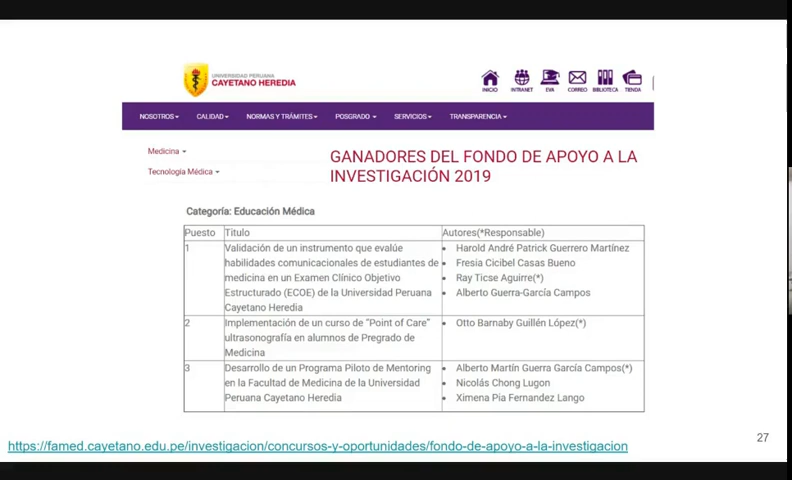 UNIVERSIDAD PERUANA
CAYETANO HEREDIA
INICIO INTRANET EVA CORREO BIBLIOTECA TIENDA
NOSOTROS CALIDAD NORMAS Y TRÁMITES POSGRADO SERVICIOS TRANSPARENCIA
Medicina
Tecnología Médica
GANADORES DEL FONDO DE APOYO A LA
INVESTIGACIÓN 2019
Categoría: Educación Médica
Puesto Titulo Autores(*Responsable)
1 Validación de un instrumento que evalúe
habilidades comunicacionales de estudiantes de
medicina en un Examen Clínico Objetivo
Estructurado (ECOE) de la Universidad Peruana
Cayetano Heredia
• Harold André Patrick Guerrero Martínez
• Fresia Cicibel Casas Bueno
• Ray Ticse Aguirre(*)
• Alberto Guerra-García Campos
2 Implementación de un curso de “Point of Care”
ultrasonografía en alumnos de Pregrado de
Medicina
• Otto Barnaby Guillén López(*)
3 Desarrollo de un Programa Piloto de Mentoring
en la Facultad de Medicina de la Universidad
Peruana Cayetano Heredia
• Alberto Martín Guerra García Campos(*)
• Nicolás Chong Lugon
• Ximena Pia Fernandez Lango
27
https://famed.cayetano.edu.pe/investigacion/concursos-y-oportunidades/fondo-de-apoyo-a-la-investigacion